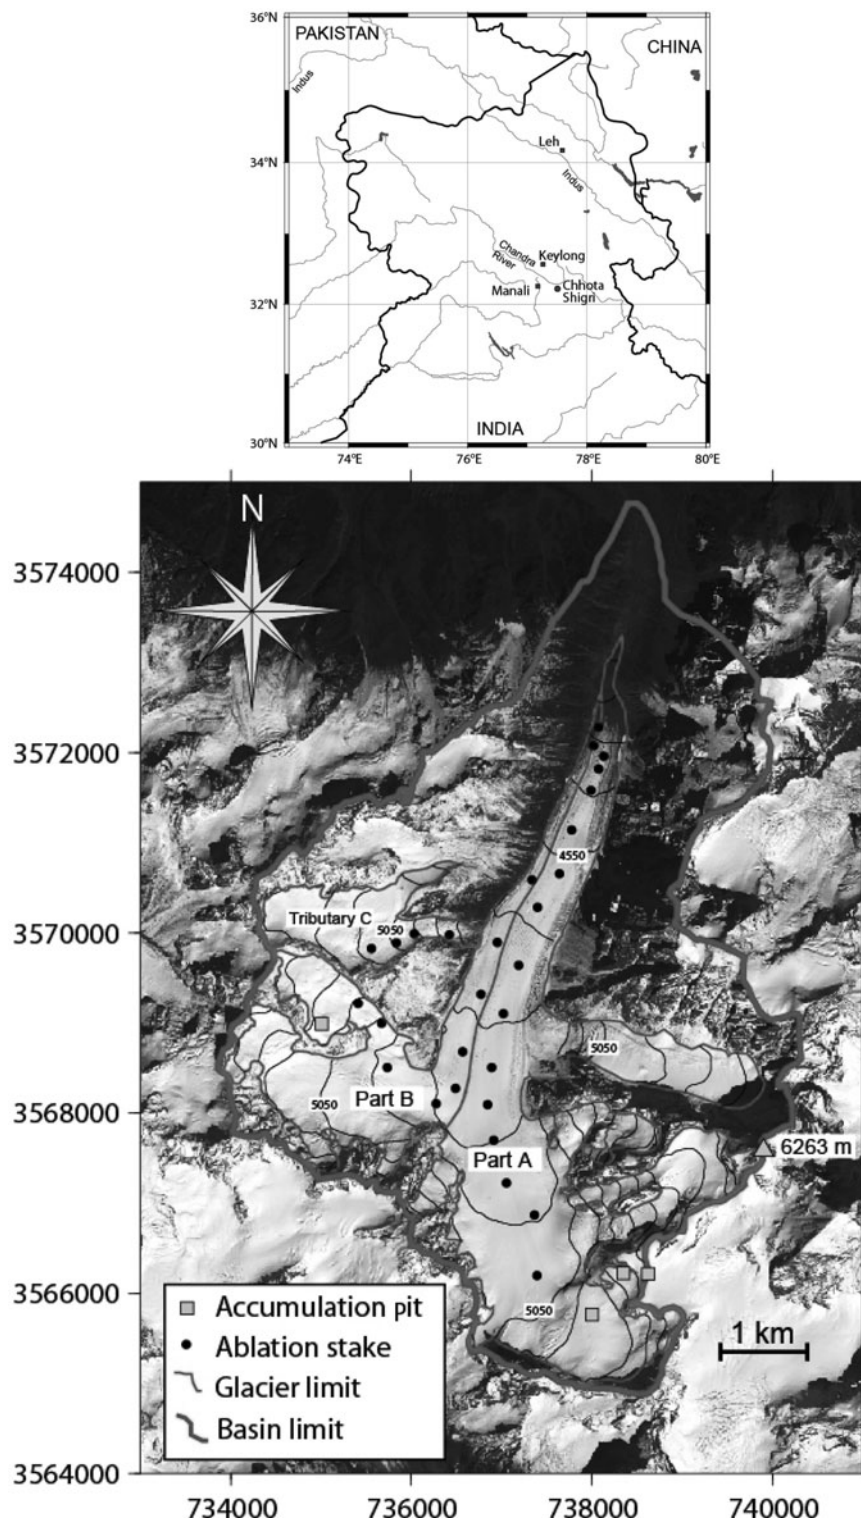 36°N
PAKISTAN
CHINA
Indus
Leh
34°N
Indus
Chandra
River
Keylong
Manali
Chhota
Shigri
32°N
INDIA
30°N
74°E 76°E 78°E 80°E
N
3574000
3572000
4550
Tributary C
5050
3570000
5050
5050
Part B
3568000
Part A
6263 m
3566000
5050
Accumulation pit
Ablation stake
Glacier limit
Basin limit
1 km
3564000
734000 736000 738000 740000